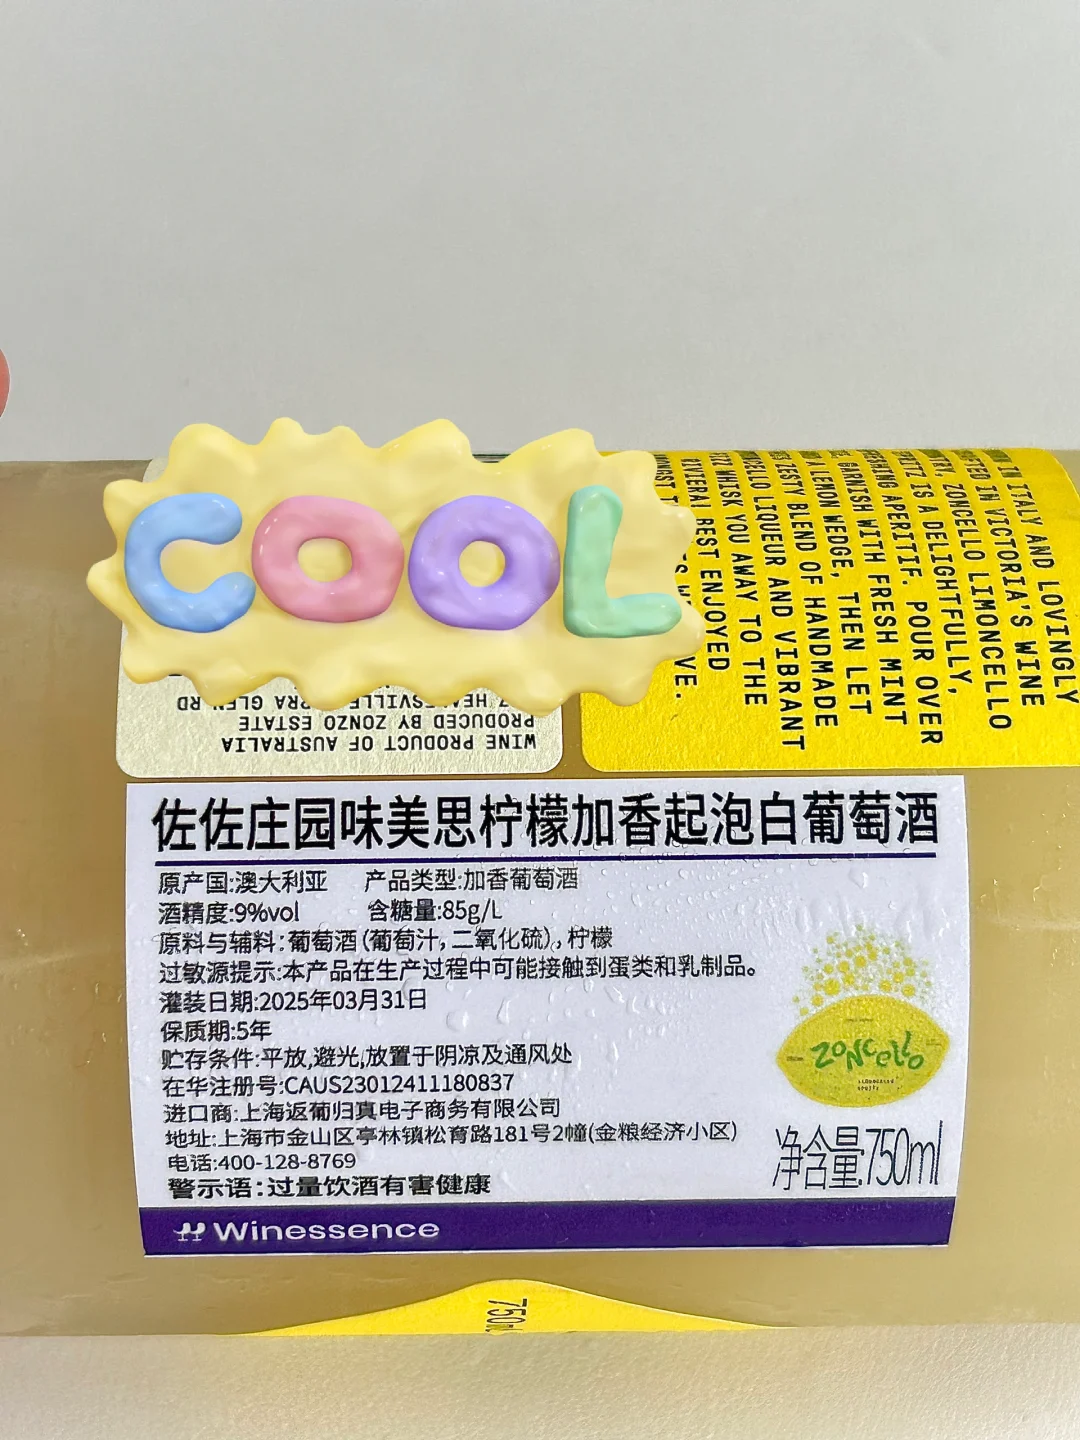 COOL
IN ITALY AND LOVINGLY
IN VICTORIA'S WINE
ZONCELLO LIMONCELLO
IS A DELIGHTFULLY,
APERITIF. POUR OVER
WITH FRESH MINT
LEMON WEDGE, THEN LET
ZESTY BLEND OF HANDMADE
LIQUEUR AND VIBRANT
WHISK YOU AWAY TO THE
RIVIERA! BEST ENJOYED
WINE PRODUCT OF AUSTRALIA
PRODUCED BY ZONZO ESTATE
GLEN RD
佐佐庄园味美思柠檬加香起泡白葡萄酒
原产国:澳大利亚 产品类型:加香葡萄酒
酒精度:9%vol 含糖量:85g/L
原料与辅料:葡萄酒(葡萄汁,二氧化硫),柠檬
过敏源提示:本产品在生产过程中可能接触到蛋类和乳制品。
灌装日期:2025年03月31日
保质期:5年
贮存条件:平放,避光,放置于阴凉及通风处
在华注册号:CAUS23012411180837
进口商:上海返葡归真电子商务有限公司
地址:上海市金山区亭林镇松育路181号2幢(金粮经济小区)
电话:400-128-8769
警示语:过量饮酒有害健康
ZONCELLO
净含量:750ml
Winessence